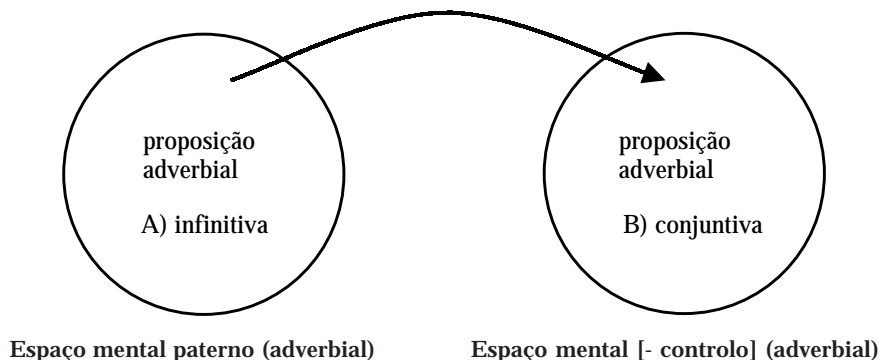 proposição
adverbial
A) infinitiva
proposição
adverbial
B) conjuntiva
Espaço mental paterno (adverbial)
Espaço mental [- controlo] (adverbial)